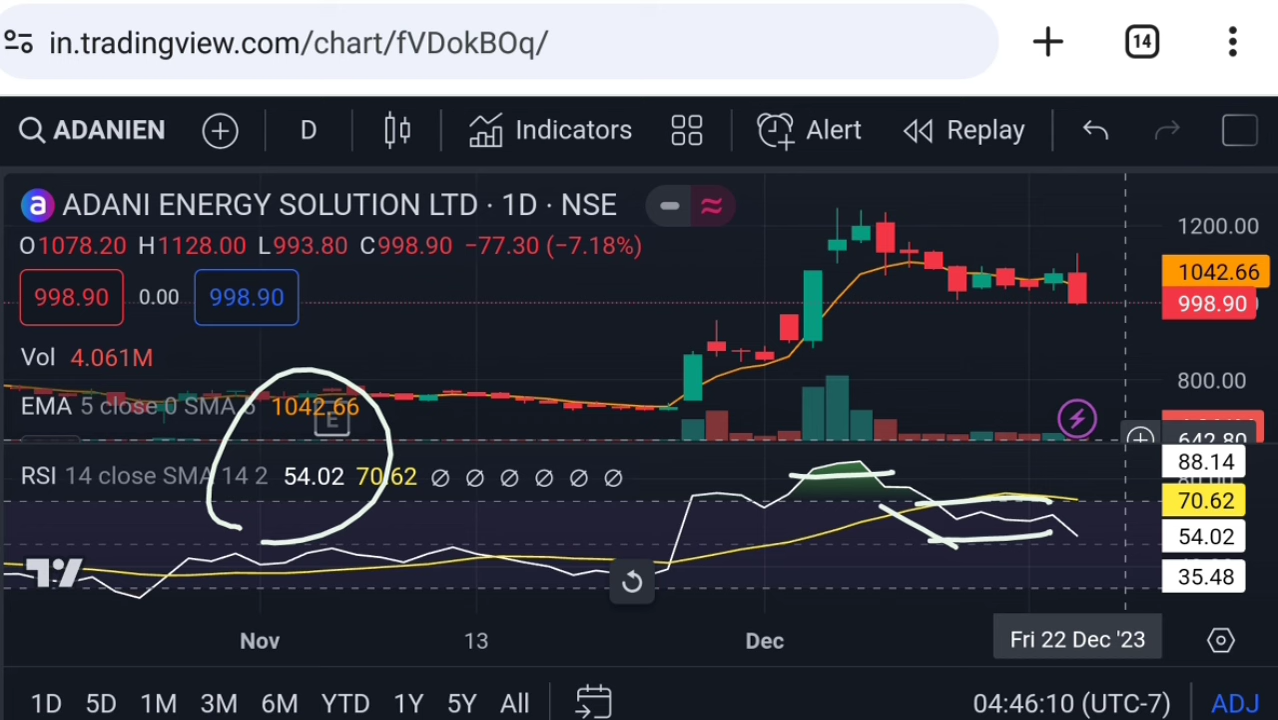 in.tradingview.com/chart/fVDokBOq/
14
ADANIEN
D
Indicators
Alert
Replay
a ADANI ENERGY SOLUTION LTD · 1D · NSE
O1078.20 H1128.00 L993.80 C998.90 −77.30 (−7.18%)
998.90 0.00 998.90
Vol 4.061M
EMA 5 close 0 SMA 5 1042.66
E
RSI 14 close SMA 14 2 54.02 70.62 ∅ ∅ ∅ ∅ ∅ ∅
1200.00
1042.66
998.90
800.00
642.80
88.14
70.62
54.02
35.48
Nov 13 Dec Fri 22 Dec '23
1D 5D 1M 3M 6M YTD 1Y 5Y All 04:46:10 (UTC-7) ADJ